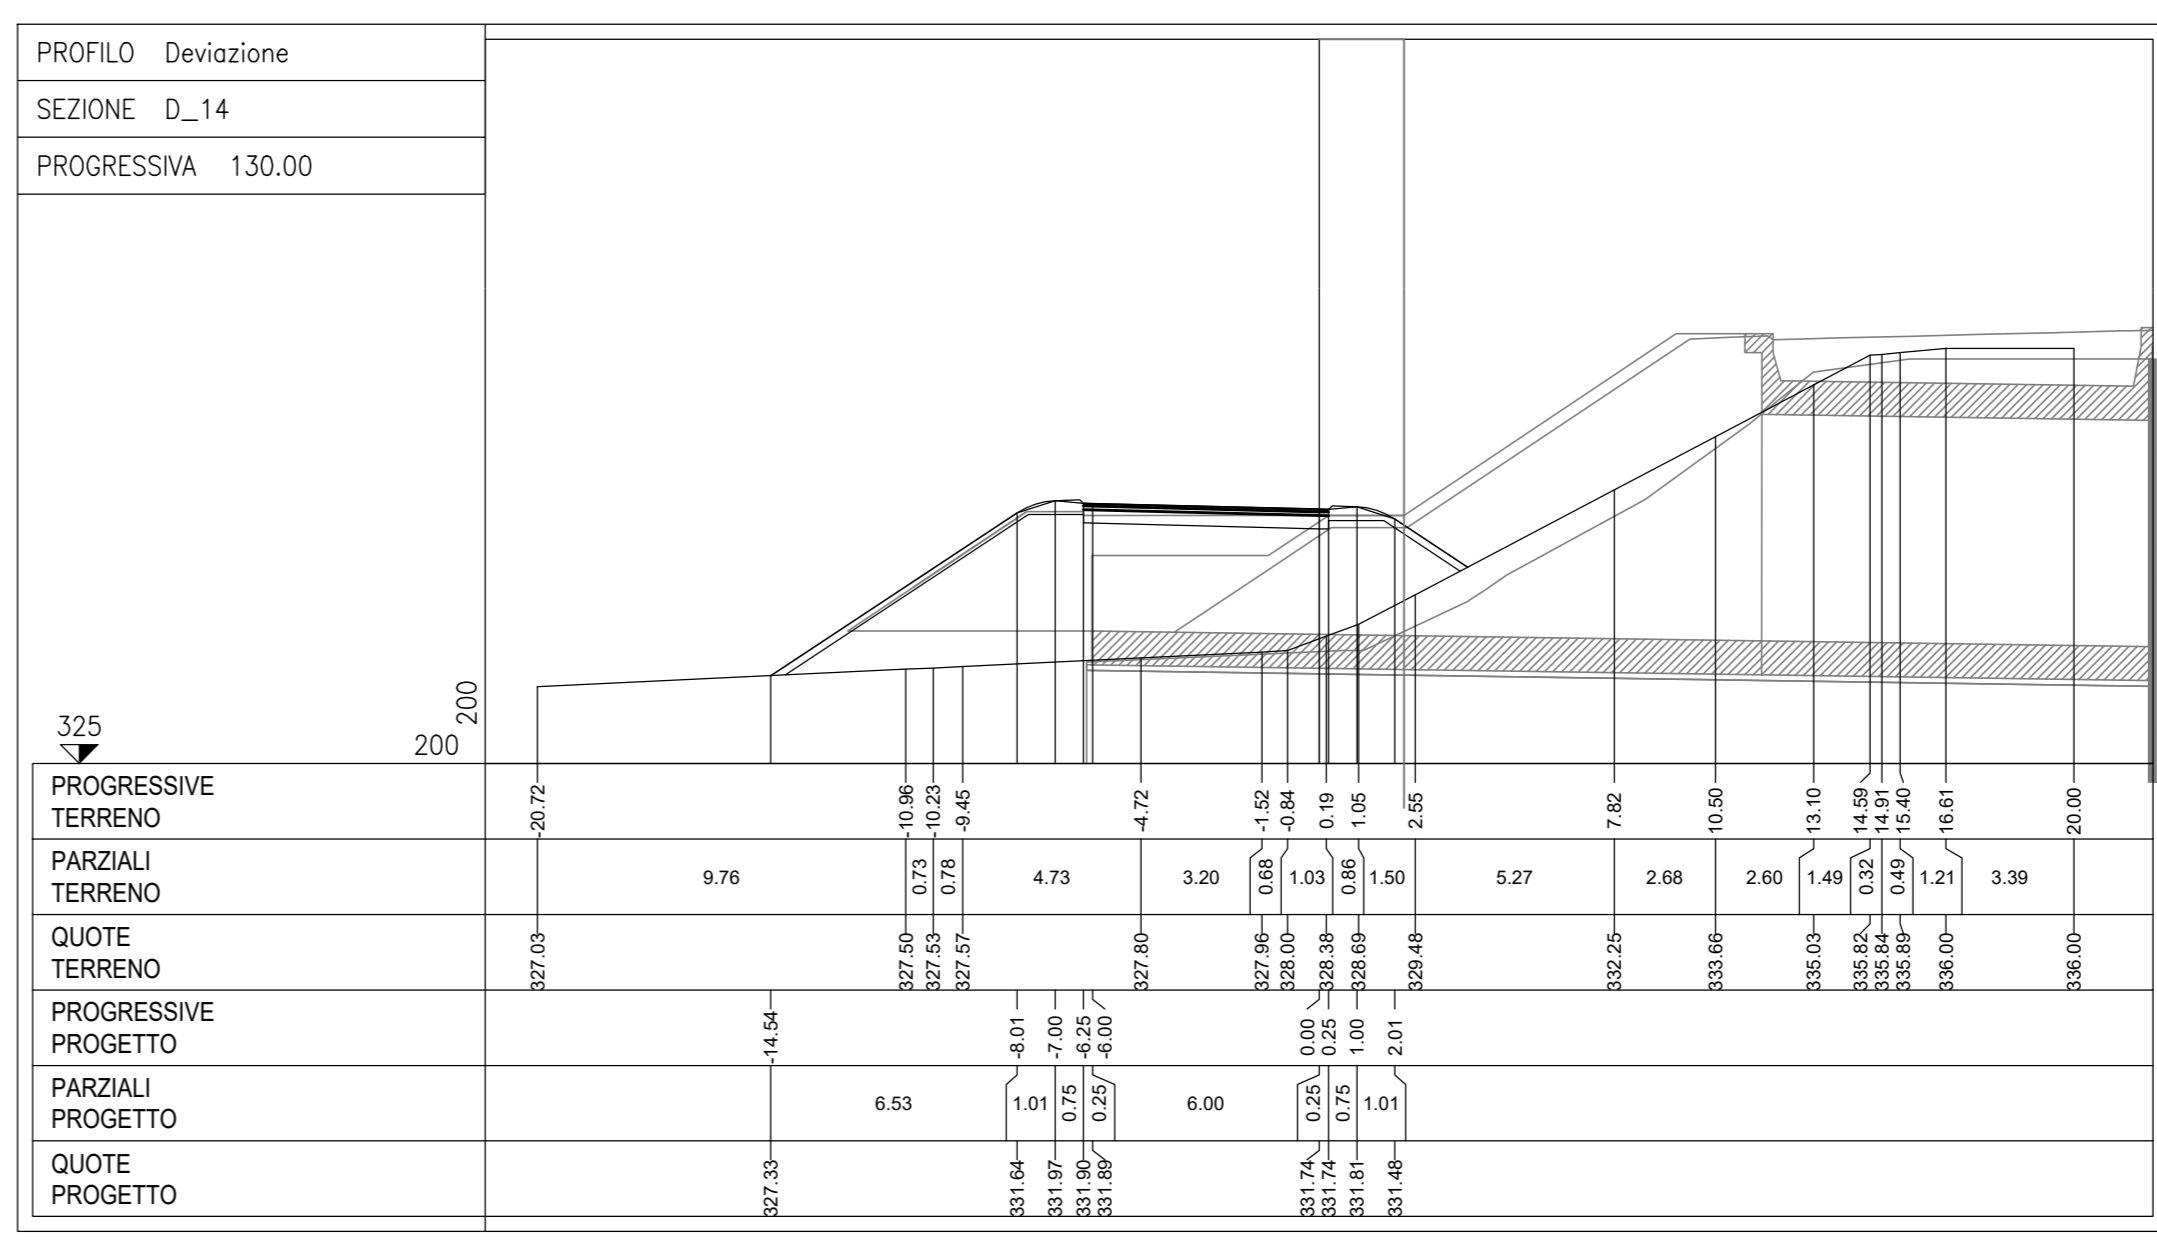 PROFILO Deviazione
SEZIONE D_14
PROGRESSIVA 130.00
325
200
200
PROGRESSIVE
TERRENO
-20.72 -10.96 -10.23 -9.45 -4.72 -1.52 -0.84 0.19 1.05 2.55 7.82 10.50 13.10 14.59 14.91 15.40 16.61 20.00
PARZIALI
TERRENO
9.76 0.73 0.78 4.73 3.20 0.68 1.03 0.86 1.50 5.27 2.68 2.60 1.49 0.32 0.49 1.21 3.39
QUOTE
TERRENO
327.03 327.50 327.53 327.57 327.80 327.96 328.00 328.38 328.69 329.48 332.25 333.66 335.03 335.82 335.84 335.89 336.00 336.00
PROGRESSIVE
PROGETTO
-14.54 -8.01 -7.00 -6.25 -6.00 0.00 0.25 1.00 2.01
PARZIALI
PROGETTO
6.53 1.01 0.75 0.25 6.00 0.25 0.75 1.01
QUOTE
PROGETTO
327.33 331.64 331.97 331.90 331.89 331.74 331.74 331.81 331.48